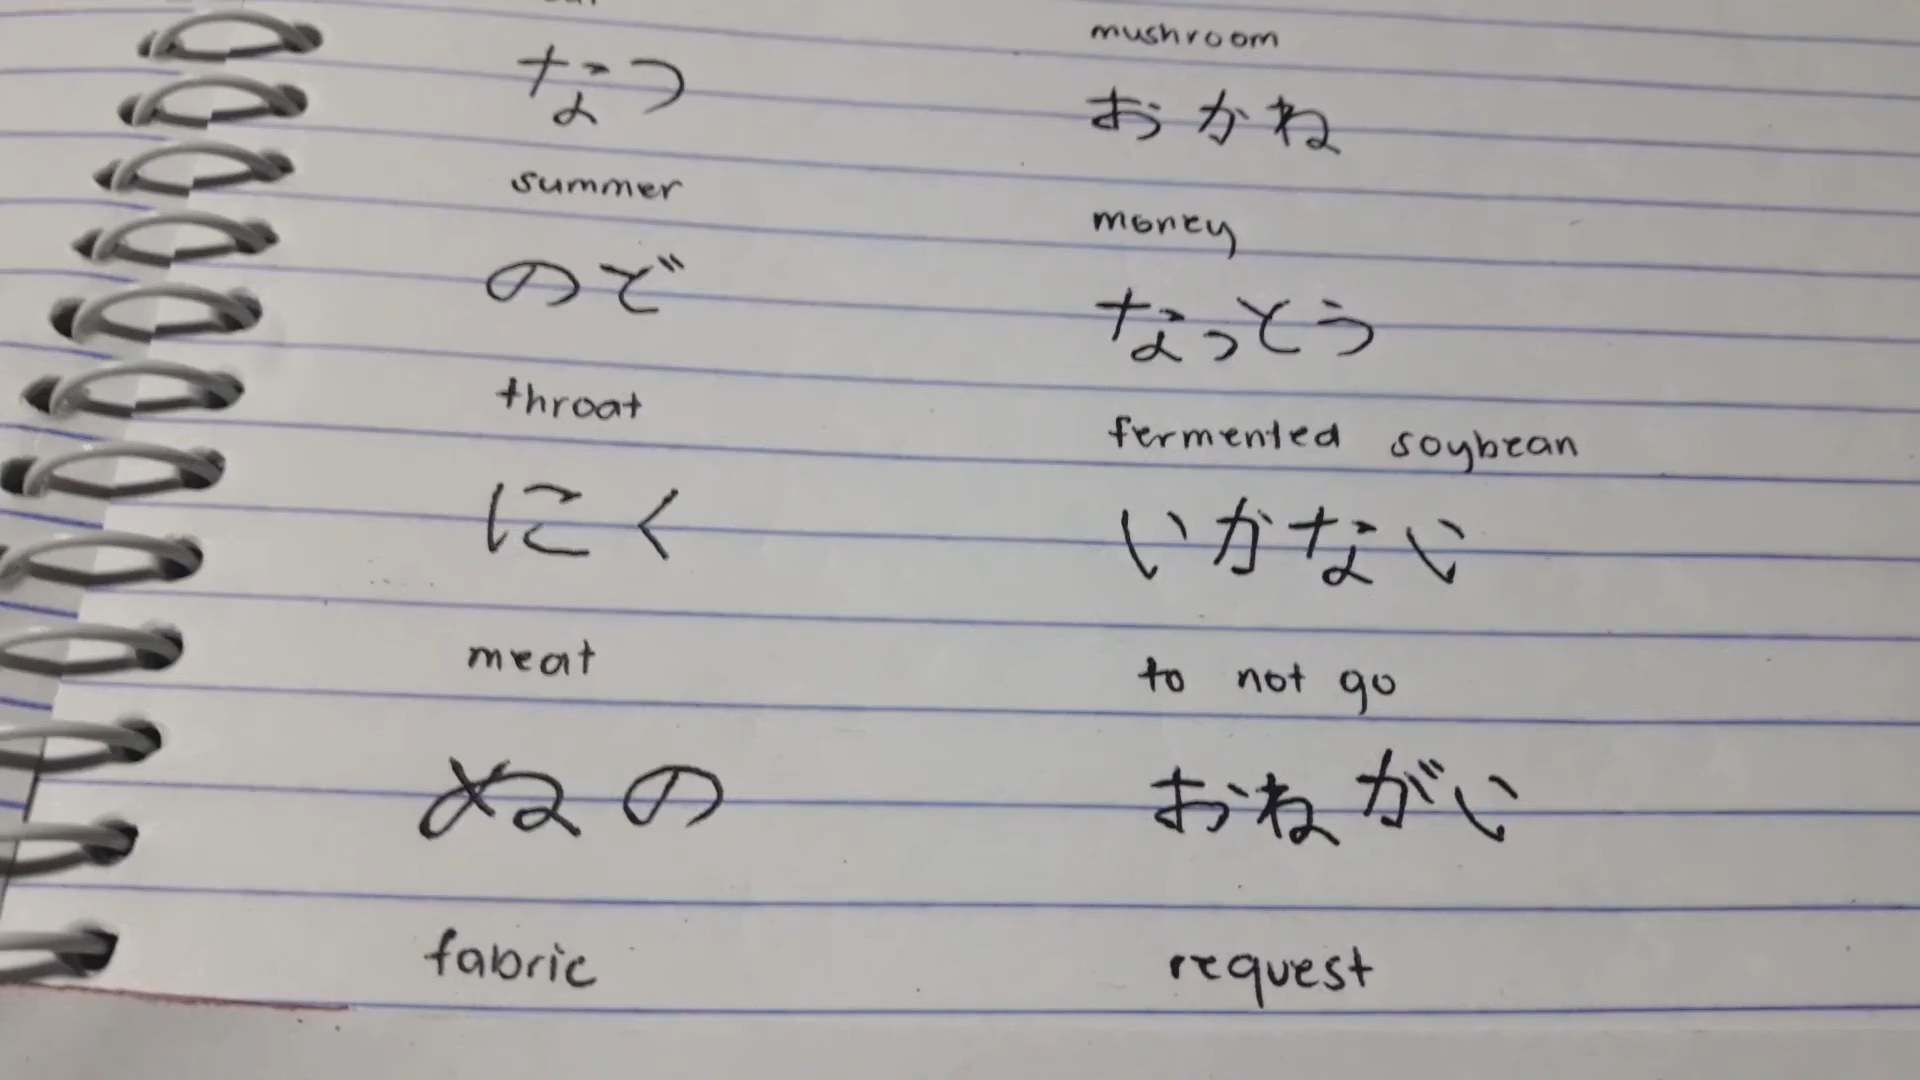 なつ
summer
のど
throat
にく
meat
ぬの
fabric
mushroom
おかね
money
なっとう
fermented soybean
いかない
to not go
おねがい
request